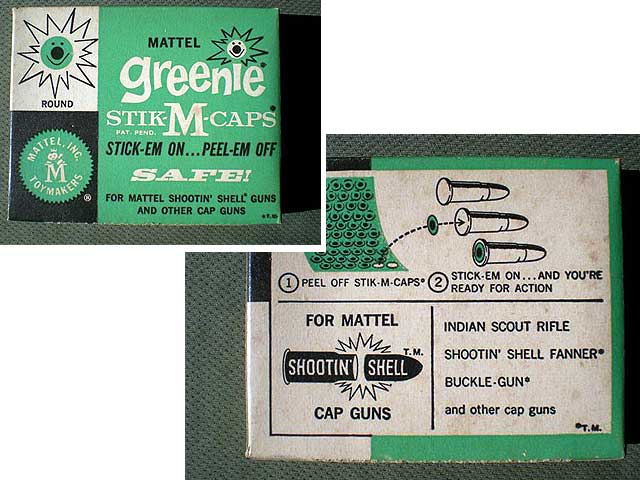 MATTEL
greenie®
ROUND
STIK-M-CAPS®
PAT. PEND.
STICK-EM ON...PEEL-EM OFF
SAFE!
MATTEL, INC.
M
TOYMAKERS
®
FOR MATTEL SHOOTIN' SHELL® GUNS
AND OTHER CAP GUNS
®T.M.
1 PEEL OFF STIK-M-CAPS®
2 STICK-EM ON...AND YOU'RE
READY FOR ACTION
FOR MATTEL
SHOOTIN' SHELL
T.M.
CAP GUNS
INDIAN SCOUT RIFLE
SHOOTIN' SHELL FANNER®
BUCKLE-GUN®
and other cap guns
®T.M.